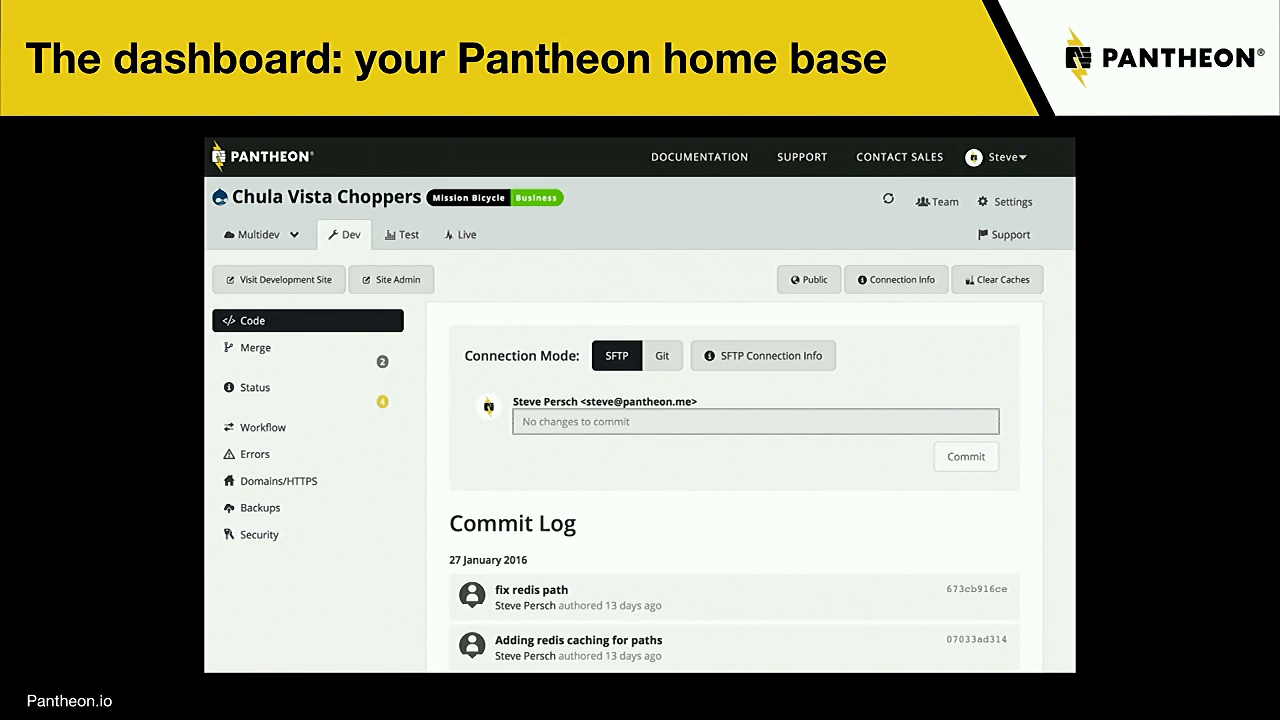 The dashboard: your Pantheon home base
PANTHEON®
PANTHEON®
DOCUMENTATION SUPPORT CONTACT SALES Steve
Chula Vista Choppers Mission Bicycle Business
Team Settings
Multidev Dev Test Live
Support
Visit Development Site Site Admin
Public Connection Info Clear Caches
</> Code
Merge
2
Status
4
Workflow
Errors
Domains/HTTPS
Backups
Security
Connection Mode: SFTP Git SFTP Connection Info
Steve Persch <steve@pantheon.me>
No changes to commit
Commit
Commit Log
27 January 2016
fix redis path 673cb916ce
Steve Persch authored 13 days ago
Adding redis caching for paths 07033ad314
Steve Persch authored 13 days ago
Pantheon.io